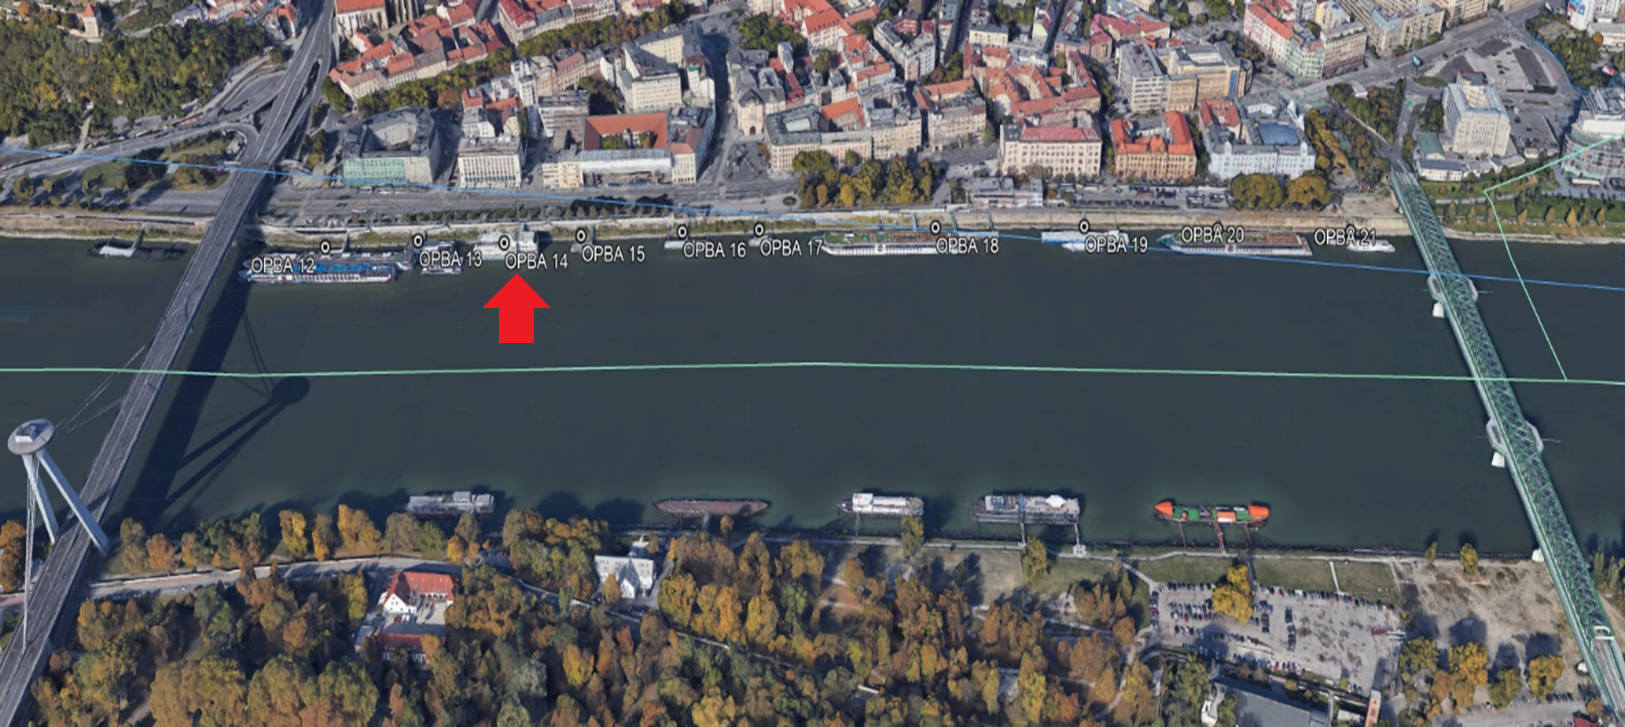 OPBA 12
OPBA 13
OPBA 14
OPBA 15
OPBA 16
OPBA 17
OPBA 18
OPBA 19
OPBA 20
OPBA 21